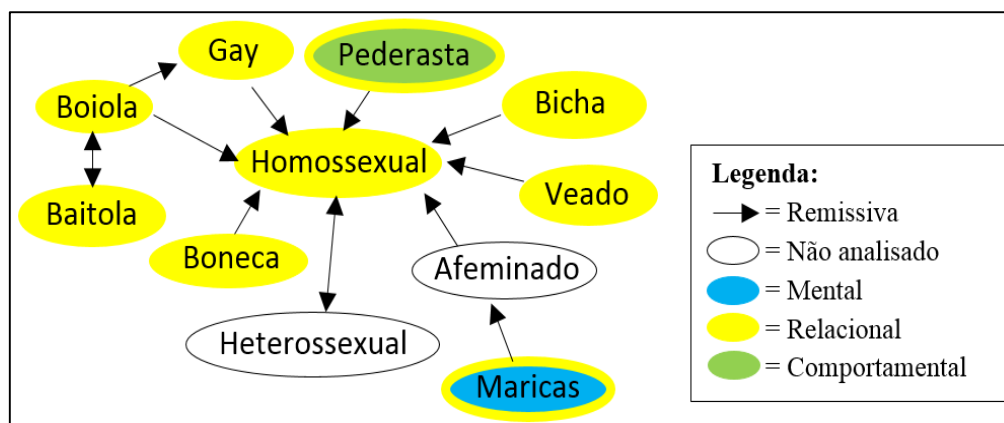 Gay
Pederasta
Boiola
Bicha
Homossexual
Veado
Baitola
Boneca
Afeminado
Heterossexual
Maricas
Legenda:
= Remissiva
= Não analisado
= Mental
= Relacional
= Comportamental